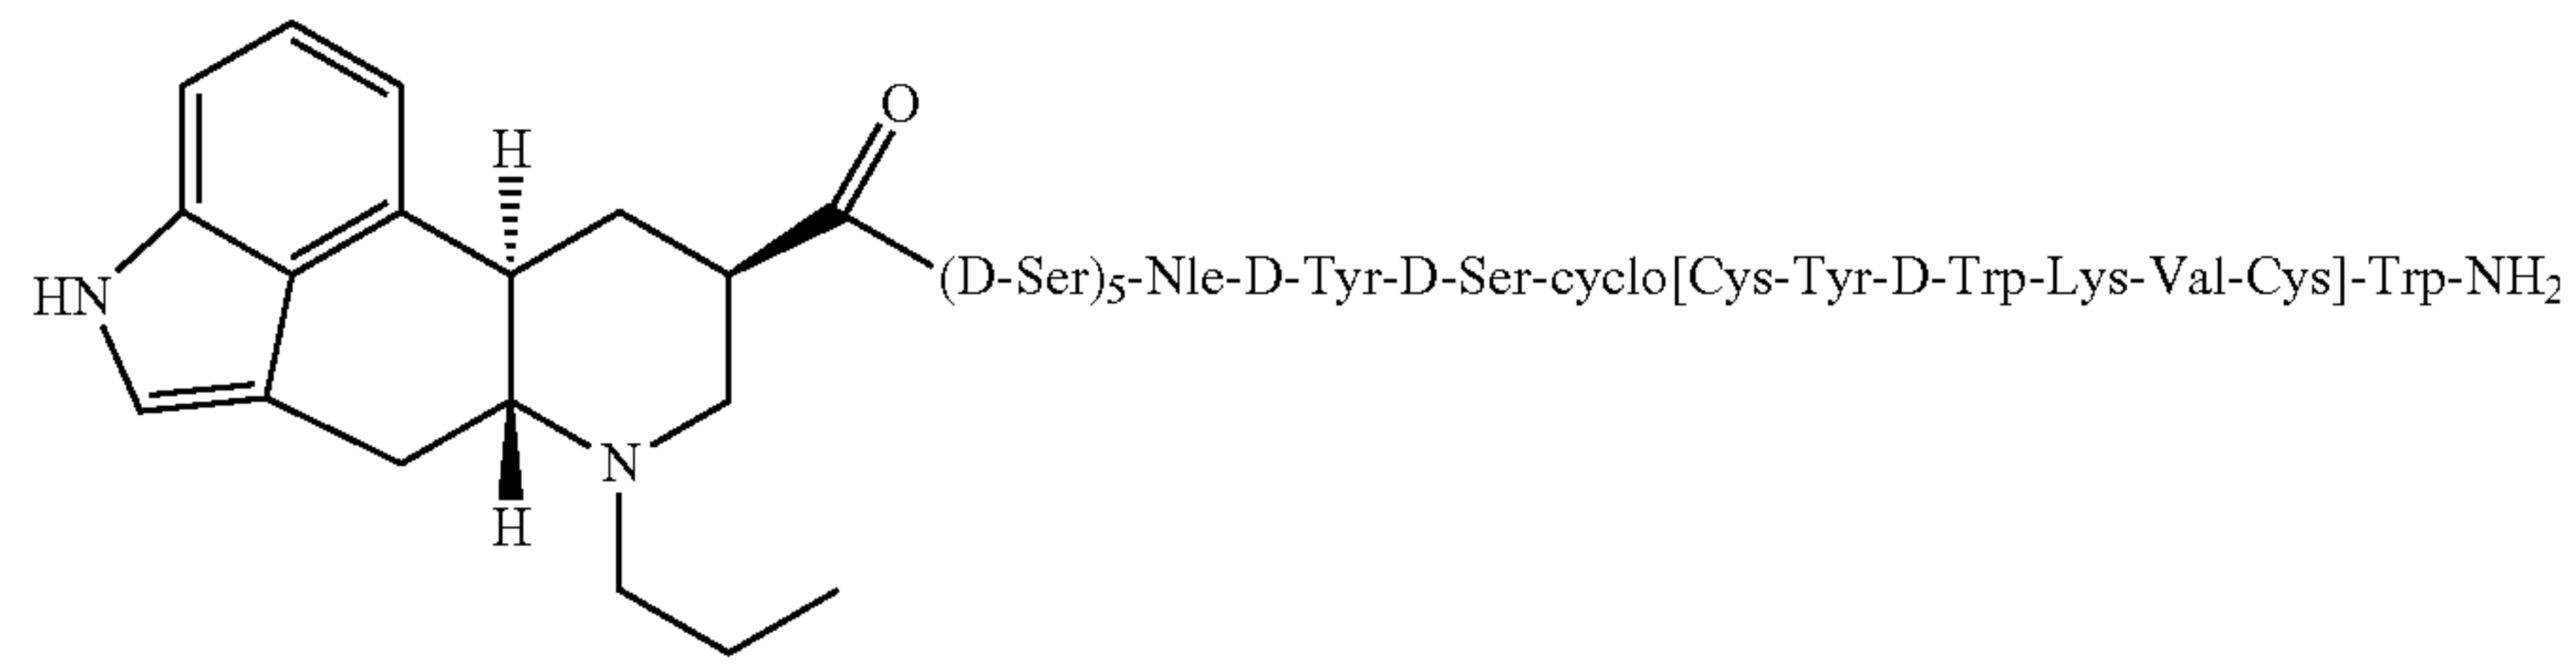 O
H
(D-Ser)5-Nle-D-Tyr-D-Ser-cyclo[Cys-Tyr-D-Trp-Lys-Val-Cys]-Trp-NH2
HN
N
H